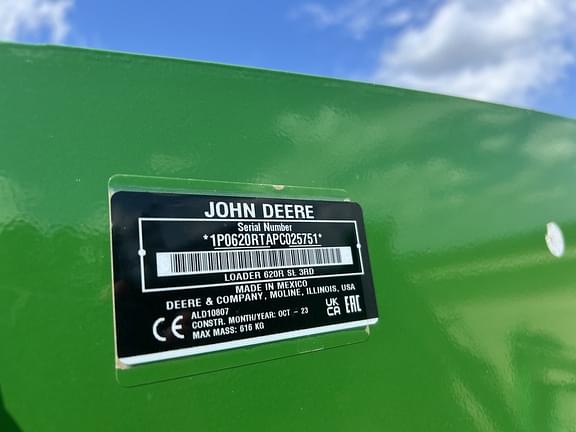 JOHN DEERE
Serial Number
*1P0620RTAPC025751*
LOADER 620R SL 3RD
MADE IN MEXICO
DEERE & COMPANY, MOLINE, ILLINOIS, USA
ALD10807
CONSTR. MONTH/YEAR: OCT - 23
MAX MASS: 616 KG
CE
UK
CA
EAC